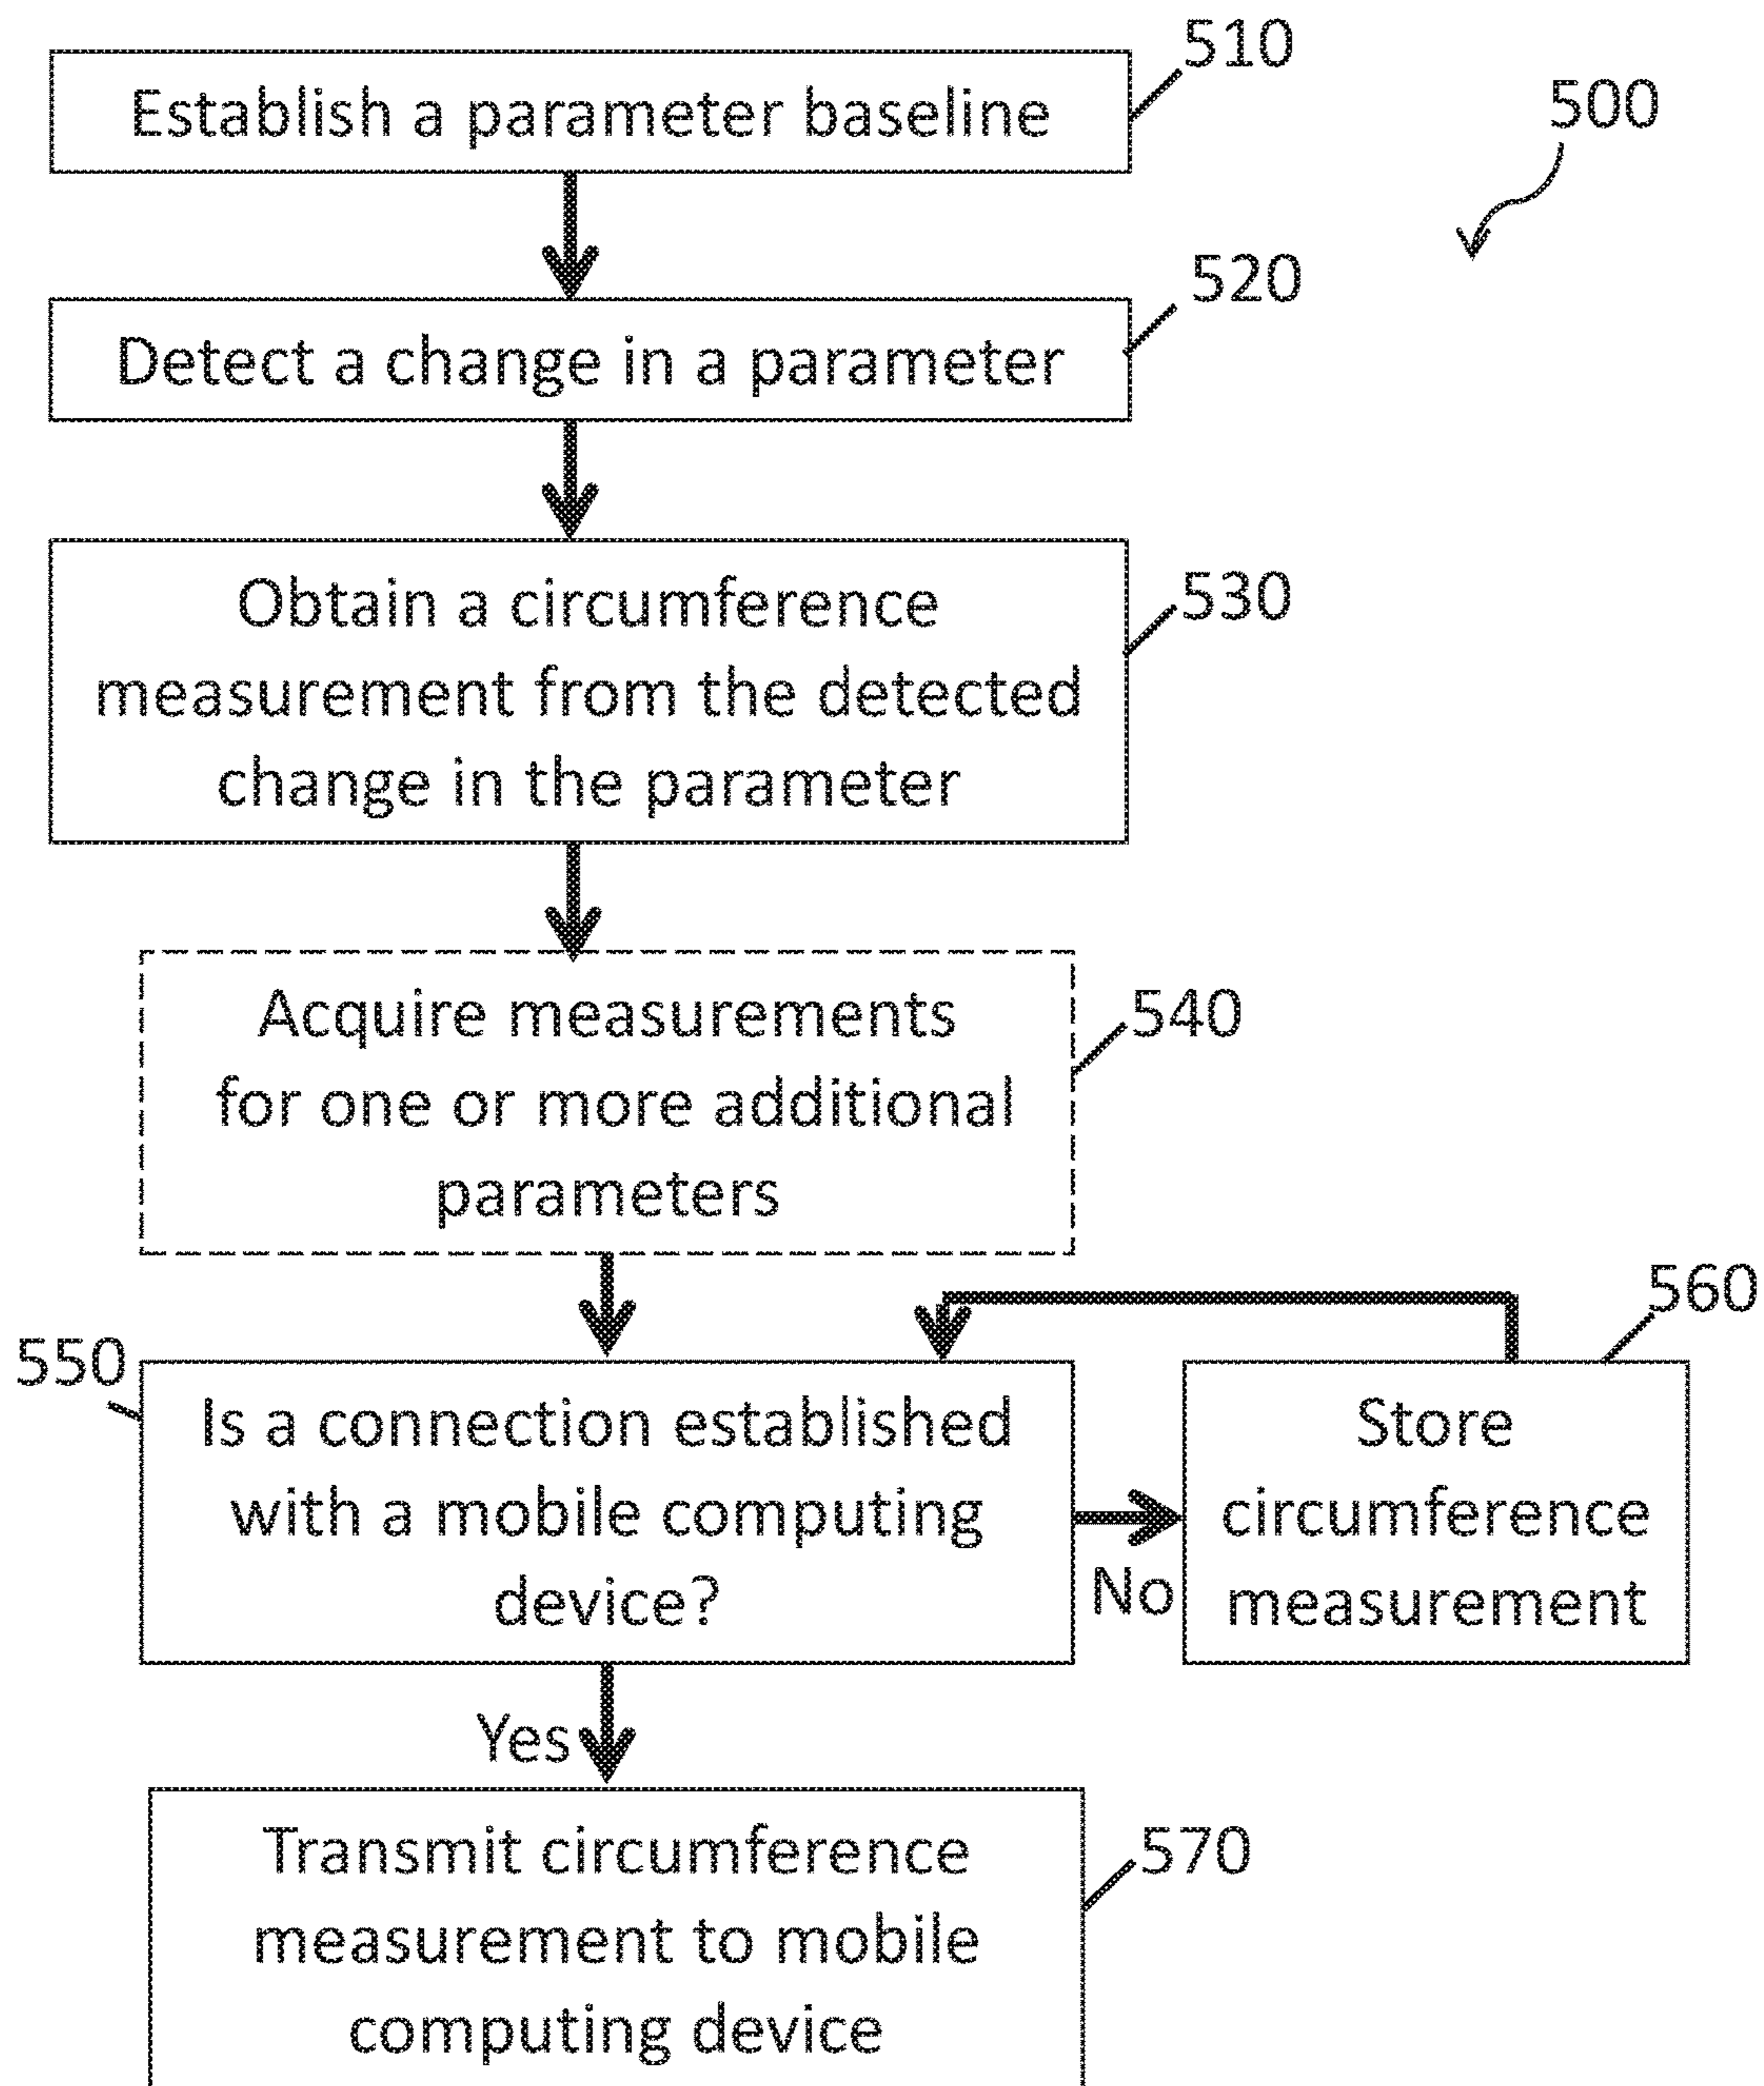 510
Establish a parameter baseline
500
520
Detect a change in a parameter
530
Obtain a circumference
measurement from the detected
change in the parameter
540
Acquire measurements
for one or more additional
parameters
550
Is a connection established
with a mobile computing
device?
No
560
Store
circumference
measurement
Yes
570
Transmit circumference
measurement to mobile
computing device